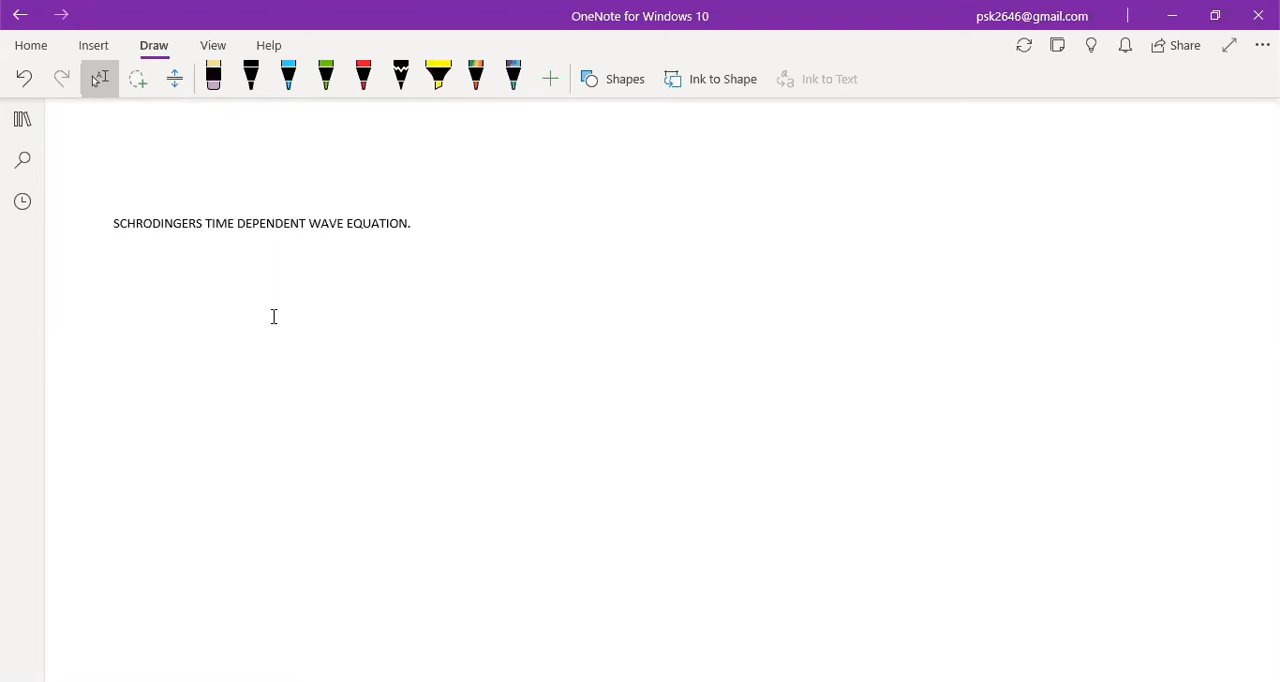 OneNote for Windows 10
psk2646@gmail.com
Home Insert Draw View Help
Share
Shapes
Ink to Shape
Ink to Text
SCHRODINGERS TIME DEPENDENT WAVE EQUATION.